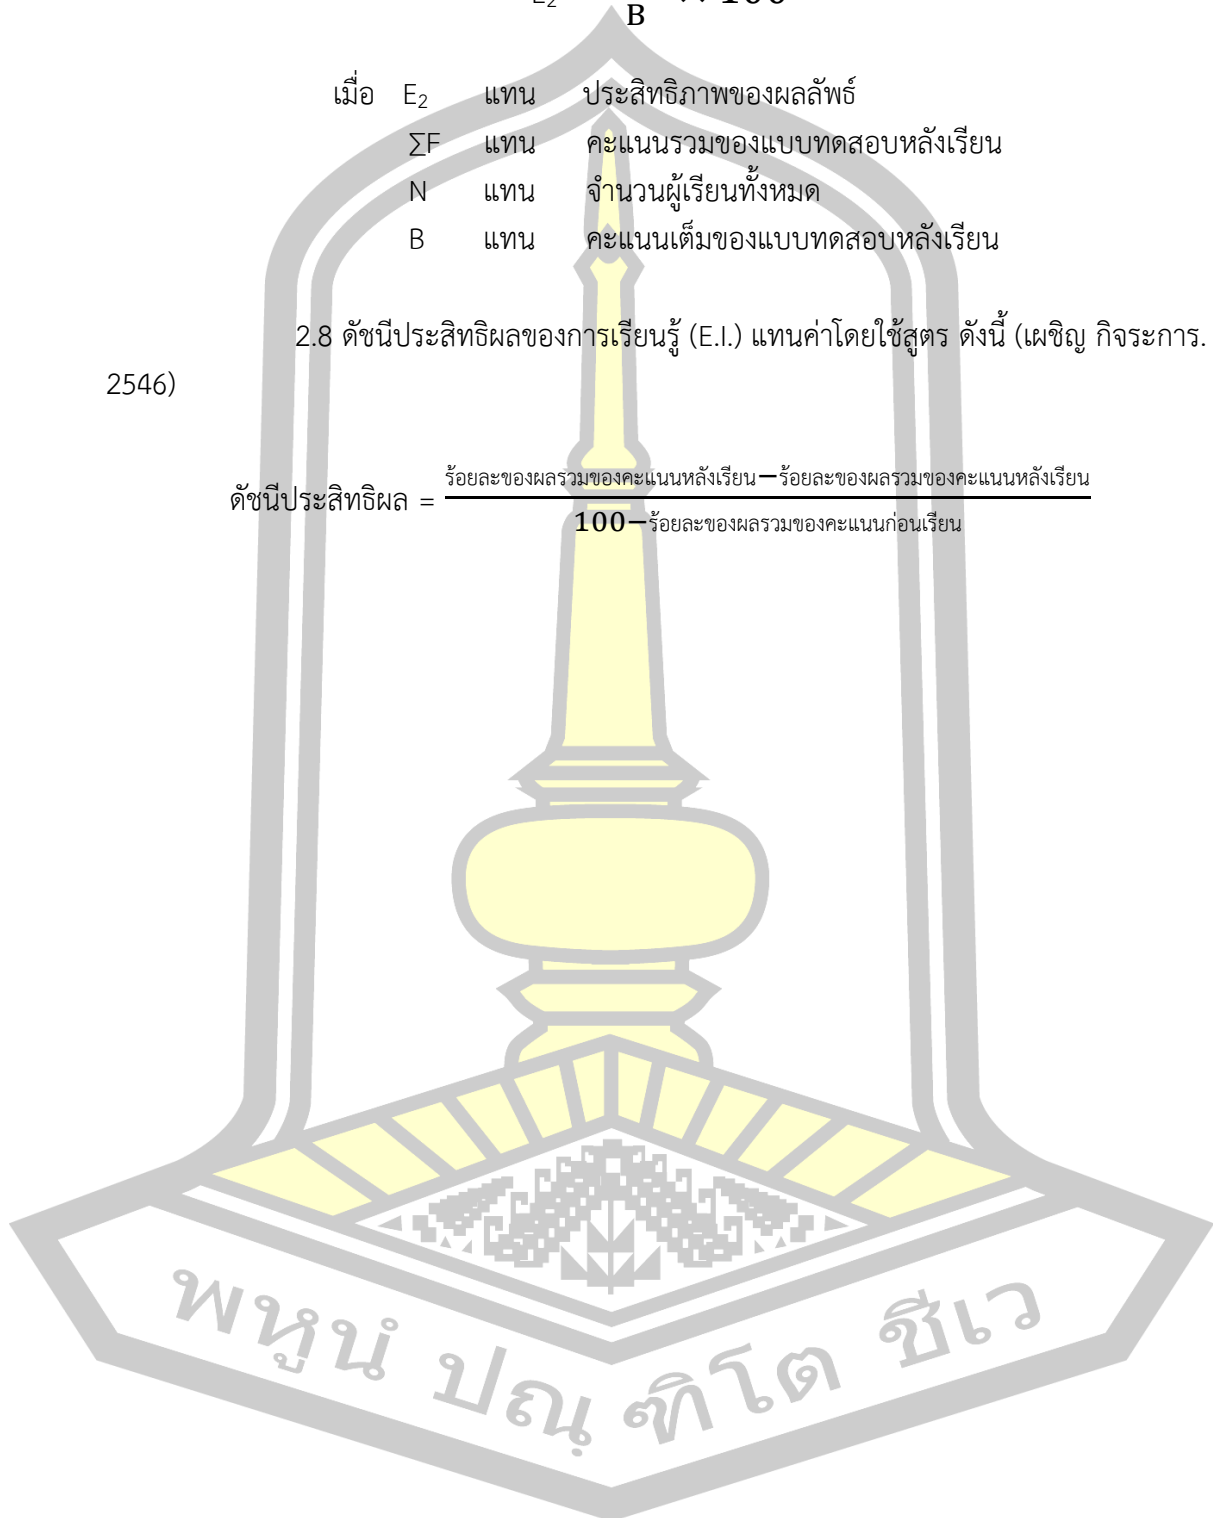 E₂
B
เมื่อ E₂ แทน ประสิทธิภาพของผลลัพธ์
∑F แทน คะแนนรวมของแบบทดสอบหลังเรียน
N แทน จำนวนผู้เรียนทั้งหมด
B แทน คะแนนเต็มของแบบทดสอบหลังเรียน
2.8 ดัชนีประสิทธิผลของการเรียนรู้ (E.I.) แทนค่าโดยใช้สูตร ดังนี้ (เผชิญ กิจระการ.
2546)
ดัชนีประสิทธิผล = ร้อยละของผลรวมของคะแนนหลังเรียน−ร้อยละของผลรวมของคะแนนหลังเรียน
100−ร้อยละของผลรวมของคะแนนก่อนเรียน
พหูนํ ปณฺฑิโต ชีเว